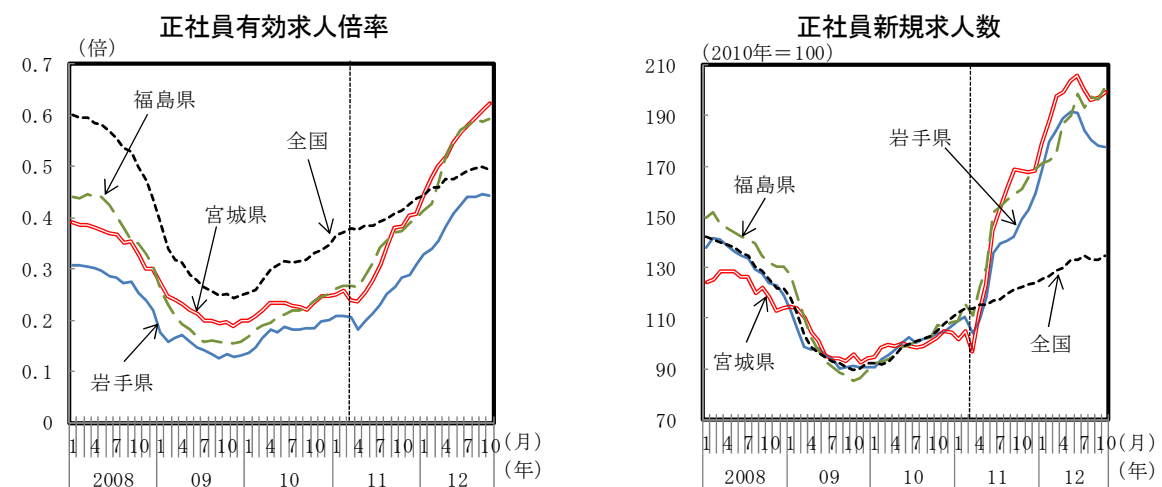 正社員有効求人倍率
（倍）
0.7
0.6
0.5
0.4
0.3
0.2
0.1
0
福島県
全国
宮城県
岩手県
1 4 7 10 1 4 7 10 1 4 7 10 1 4 7 10 1 4 7 10（月）
2008 09 10 11 12 （年）
正社員新規求人数
（2010年＝100）
210
190
170
150
130
110
90
70
岩手県
福島県
宮城県
全国
1 4 7 10 1 4 7 10 1 4 7 10 1 4 7 10 1 4 7 10（月）
2008 09 10 11 12 （年）